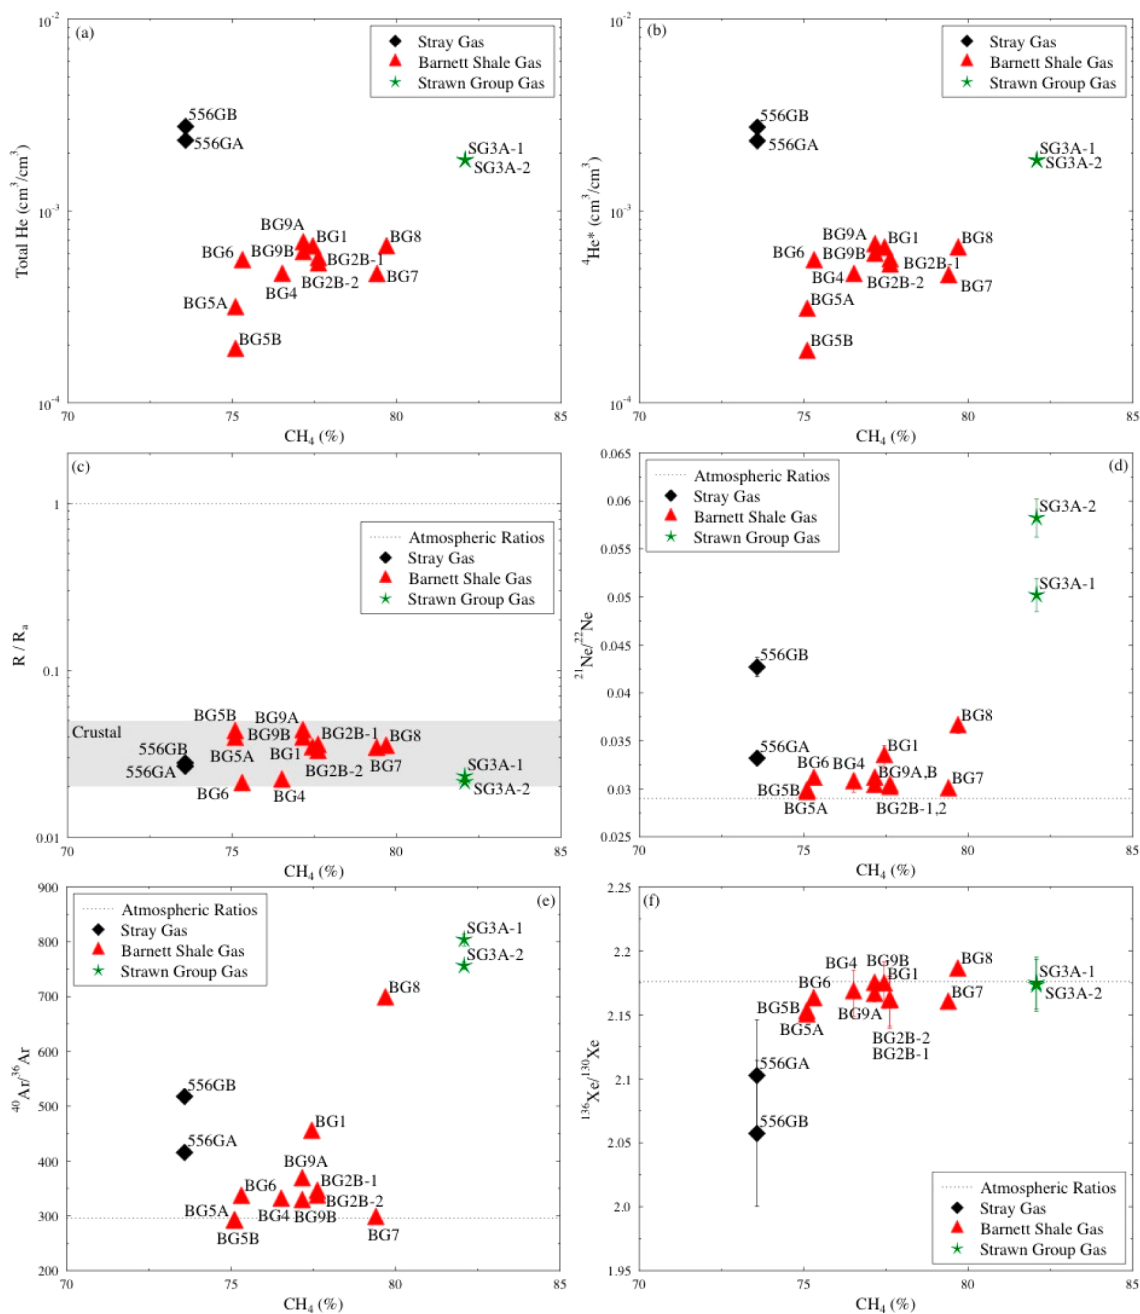 (a)
Stray Gas
Barnett Shale Gas
Strawn Group Gas
10⁻²
10⁻³
10⁻⁴
Total He (cm³/cm³)
556GB
556GA
SG3A-1
SG3A-2
BG9A
BG1
BG8
BG6
BG9B
BG2B-1
BG4
BG2B-2
BG7
BG5A
BG5B
70
75
80
85
CH₄ (%)
(b)
Stray Gas
Barnett Shale Gas
Strawn Group Gas
10⁻²
10⁻³
10⁻⁴
⁴He* (cm³/cm³)
556GB
556GA
SG3A-1
SG3A-2
BG9A
BG1
BG8
BG6
BG9B
BG2B-1
BG4
BG2B-2
BG7
BG5A
BG5B
70
75
80
85
CH₄ (%)
(c)
Atmospheric Ratios
Stray Gas
Barnett Shale Gas
Strawn Group Gas
1
0.1
0.01
R / Rₐ
Crustal
BG5B
BG9A
BG9B
BG2B-1
BG8
556GB
BG5A
BG1
556GA
BG2B-2
BG7
SG3A-1
BG6
BG4
SG3A-2
70
75
80
85
CH₄ (%)
(d)
Atmospheric Ratios
Stray Gas
Barnett Shale Gas
Strawn Group Gas
0.065
0.06
0.055
0.05
0.045
0.04
0.035
0.03
0.025
²¹Ne/²²Ne
SG3A-2
SG3A-1
556GB
BG8
556GA
BG1
BG6
BG4
BG9A,B
BG5B
BG7
BG5A
BG2B-1,2
70
75
80
85
CH₄ (%)
(e)
Atmospheric Ratios
Stray Gas
Barnett Shale Gas
Strawn Group Gas
900
800
700
600
500
400
300
200
⁴⁰Ar/³⁶Ar
SG3A-1
SG3A-2
BG8
556GB
556GA
BG1
BG9A
BG6
BG2B-1
BG5A
BG4
BG9B
BG2B-2
BG5B
BG7
70
75
80
85
CH₄ (%)
(f)
2.25
2.2
2.15
2.1
2.05
2.0
1.95
¹³⁶Xe/¹³⁰Xe
BG4
BG9B
BG8
BG6
BG1
SG3A-1
BG5B
BG7
SG3A-2
BG5A
BG9A
BG2B-2
BG2B-1
556GA
556GB
Atmospheric Ratios
Stray Gas
Barnett Shale Gas
Strawn Group Gas
70
75
80
85
CH₄ (%)